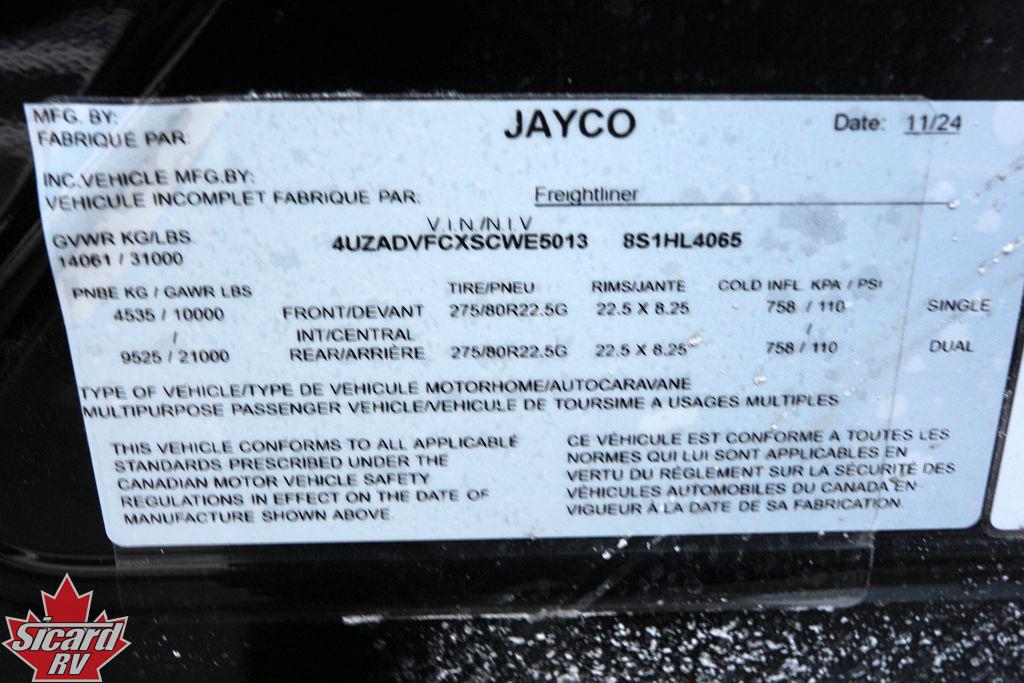 MFG. BY: JAYCO Date: 11/24
FABRIQUÉ PAR:
INC.VEHICLE MFG.BY:
VÉHICULE INCOMPLET FABRIQUÉ PAR: Freightliner
V.I.N./N.I.V
GVWR KG/LBS 4UZADVFCXSCWE5013 8S1HL4065
14061 / 31000
PNBE KG / GAWR LBS TIRE/PNEU RIMS/JANTE COLD INFL. KPA / PSI
4535 / 10000 FRONT/DEVANT 275/80R22.5G 22.5 X 8.25 758 / 110 SINGLE
/ INT/CENTRAL /
9525 / 21000 REAR/ARRIÈRE 275/80R22.5G 22.5 X 8.25 758 / 110 DUAL
TYPE OF VEHICLE/TYPE DE VÉHICULE MOTORHOME/AUTOCARAVANE
MULTIPURPOSE PASSENGER VEHICLE/VÉHICULE DE TOURSIME A USAGES MULTIPLES
THIS VEHICLE CONFORMS TO ALL APPLICABLE
STANDARDS PRESCRIBED UNDER THE
CANADIAN MOTOR VEHICLE SAFETY
REGULATIONS IN EFFECT ON THE DATE OF
MANUFACTURE SHOWN ABOVE.
CE VÉHICULE EST CONFORME A TOUTES LES
NORMES QUI LUI SONT APPLICABLES EN
VERTU DU RÈGLEMENT SUR LA SÉCURITÉ DES
VÉHICULES AUTOMOBILES DU CANADA EN
VIGUEUR À LA DATE DE SA FABRICATION.
Sicard
RV